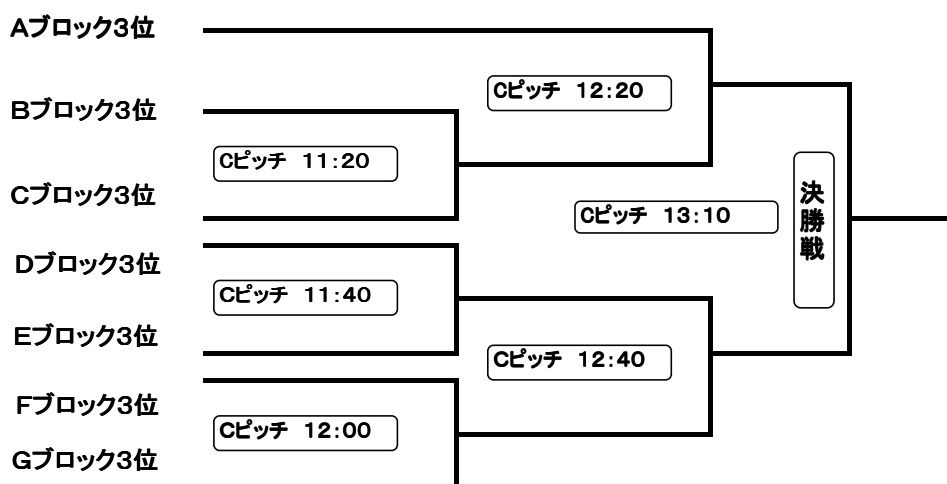 Aブロック3位
Cピッチ　12：20
Bブロック3位
Cピッチ　11：20
Cブロック3位
Cピッチ　13：10
決勝戦
Dブロック3位
Cピッチ　11：40
Eブロック3位
Cピッチ　12：40
Fブロック3位
Cピッチ　12：00
Gブロック3位